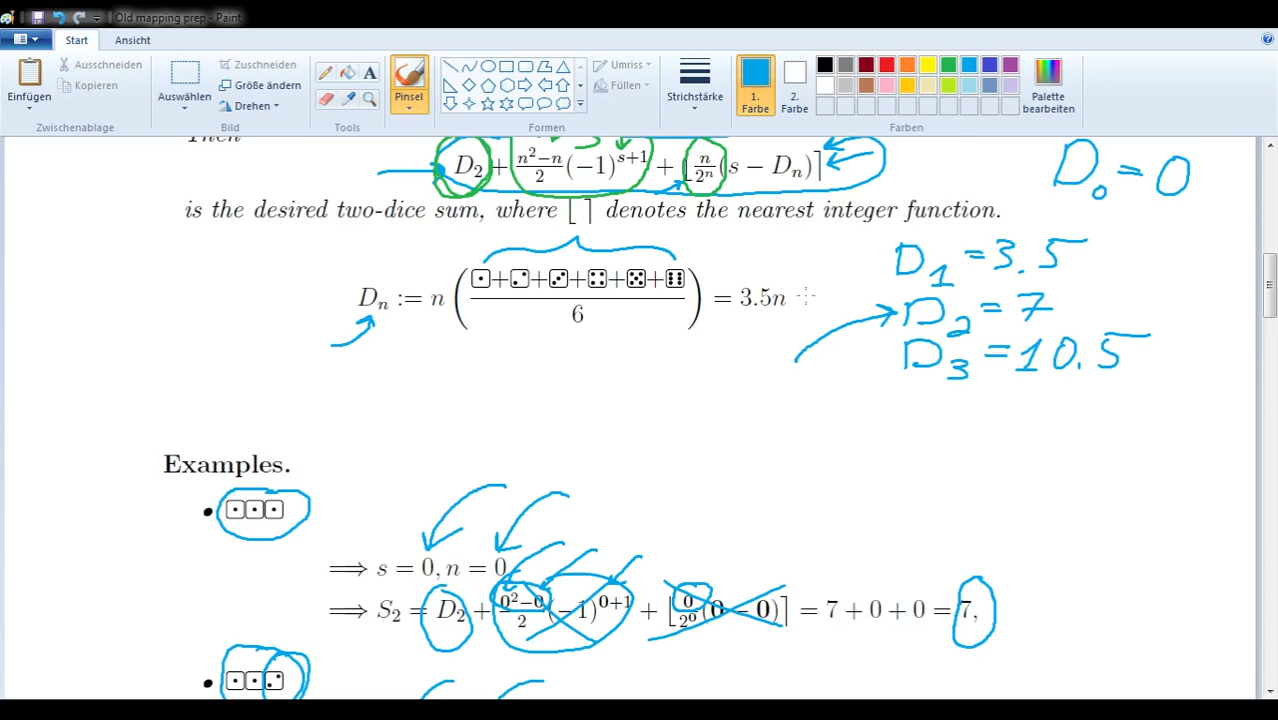 Old mapping prep - Paint
Start Ansicht
Einfügen
Ausschneiden
Kopieren
Zwischenablage
Auswählen
Zuschneiden
Größe ändern
Drehen
Bild
A
Tools
Pinsel
Umriss
Füllen
Formen
Strichstärke
1. Farbe
2. Farbe
Palette bearbeiten
Farben
Then
D₂ + (n²−n)/2 (−1)^(s+1) + ⌊n/2ⁿ (s − Dₙ)⌉
D₀ = 0
is the desired two-dice sum, where ⌊ ⌉ denotes the nearest integer function.
Dₙ := n ( (⚀+⚁+⚂+⚃+⚄+⚅)/6 ) = 3.5n
D₁ = 3.5
D₂ = 7
D₃ = 10.5
Examples.
• ⚀⚀⚀
⟹ s = 0, n = 0
⟹ S₂ = D₂ + (0²−0)/2 (−1)^(0+1) + ⌊0/2⁰ (0 − 0)⌉ = 7 + 0 + 0 = 7,
• ⚀⚀⚁